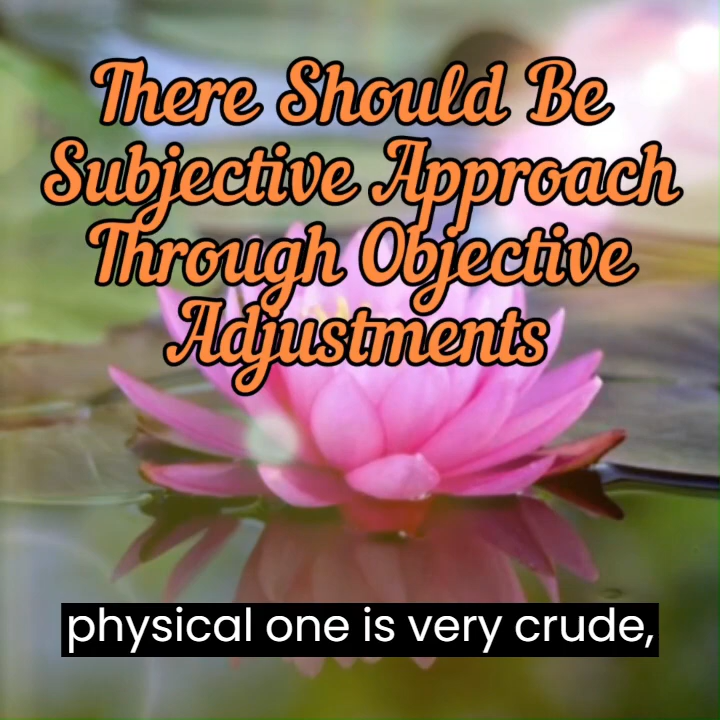 There Should Be
Subjective Approach
Through Objective
Adjustments
physical one is very crude,